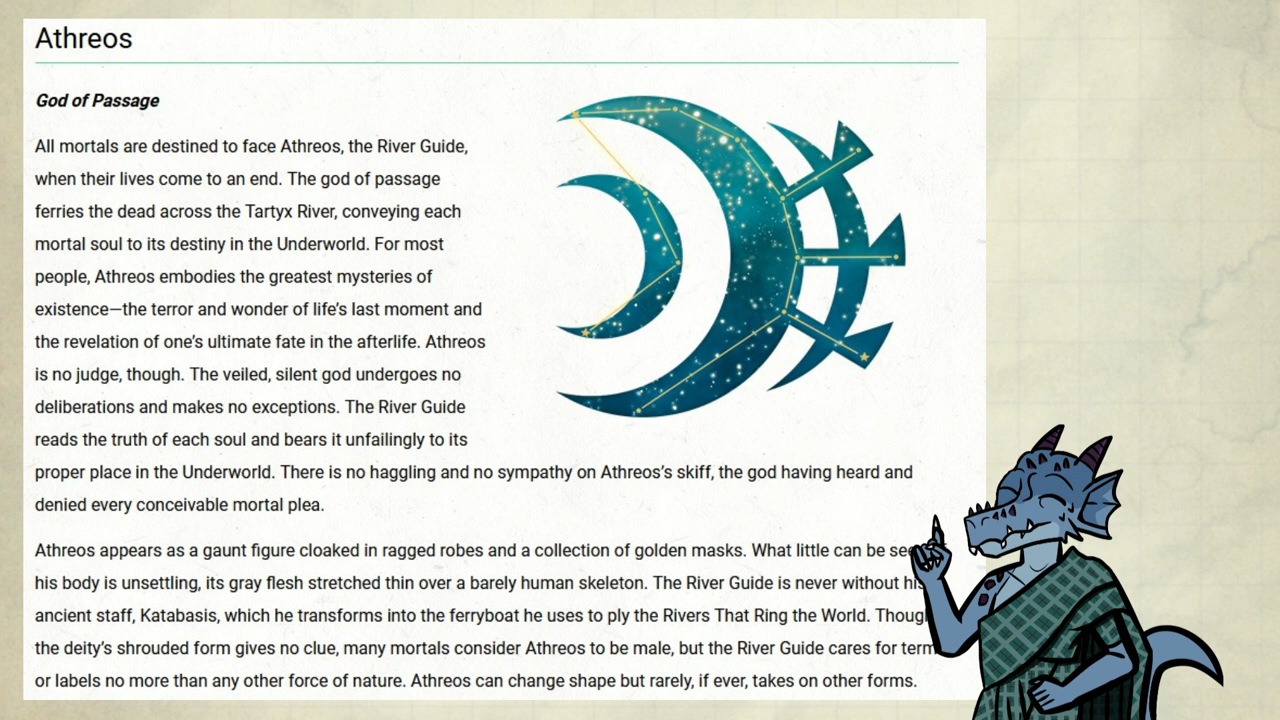 Athreos
God of Passage
All mortals are destined to face Athreos, the River Guide,
when their lives come to an end. The god of passage
ferries the dead across the Tartyx River, conveying each
mortal soul to its destiny in the Underworld. For most
people, Athreos embodies the greatest mysteries of
existence—the terror and wonder of life’s last moment and
the revelation of one’s ultimate fate in the afterlife. Athreos
is no judge, though. The veiled, silent god undergoes no
deliberations and makes no exceptions. The River Guide
reads the truth of each soul and bears it unfailingly to its
proper place in the Underworld. There is no haggling and no sympathy on Athreos’s skiff, the god having heard and
denied every conceivable mortal plea.
Athreos appears as a gaunt figure cloaked in ragged robes and a collection of golden masks. What little can be
his body is unsettling, its gray flesh stretched thin over a barely human skeleton. The River Guide is never without
ancient staff, Katabasis, which he transforms into the ferryboat he uses to ply the Rivers That Ring the World.
the deity’s shrouded form gives no clue, many mortals consider Athreos to be male, but the River Guide cares for
or labels no more than any other force of nature. Athreos can change shape but rarely, if ever, takes on other forms.